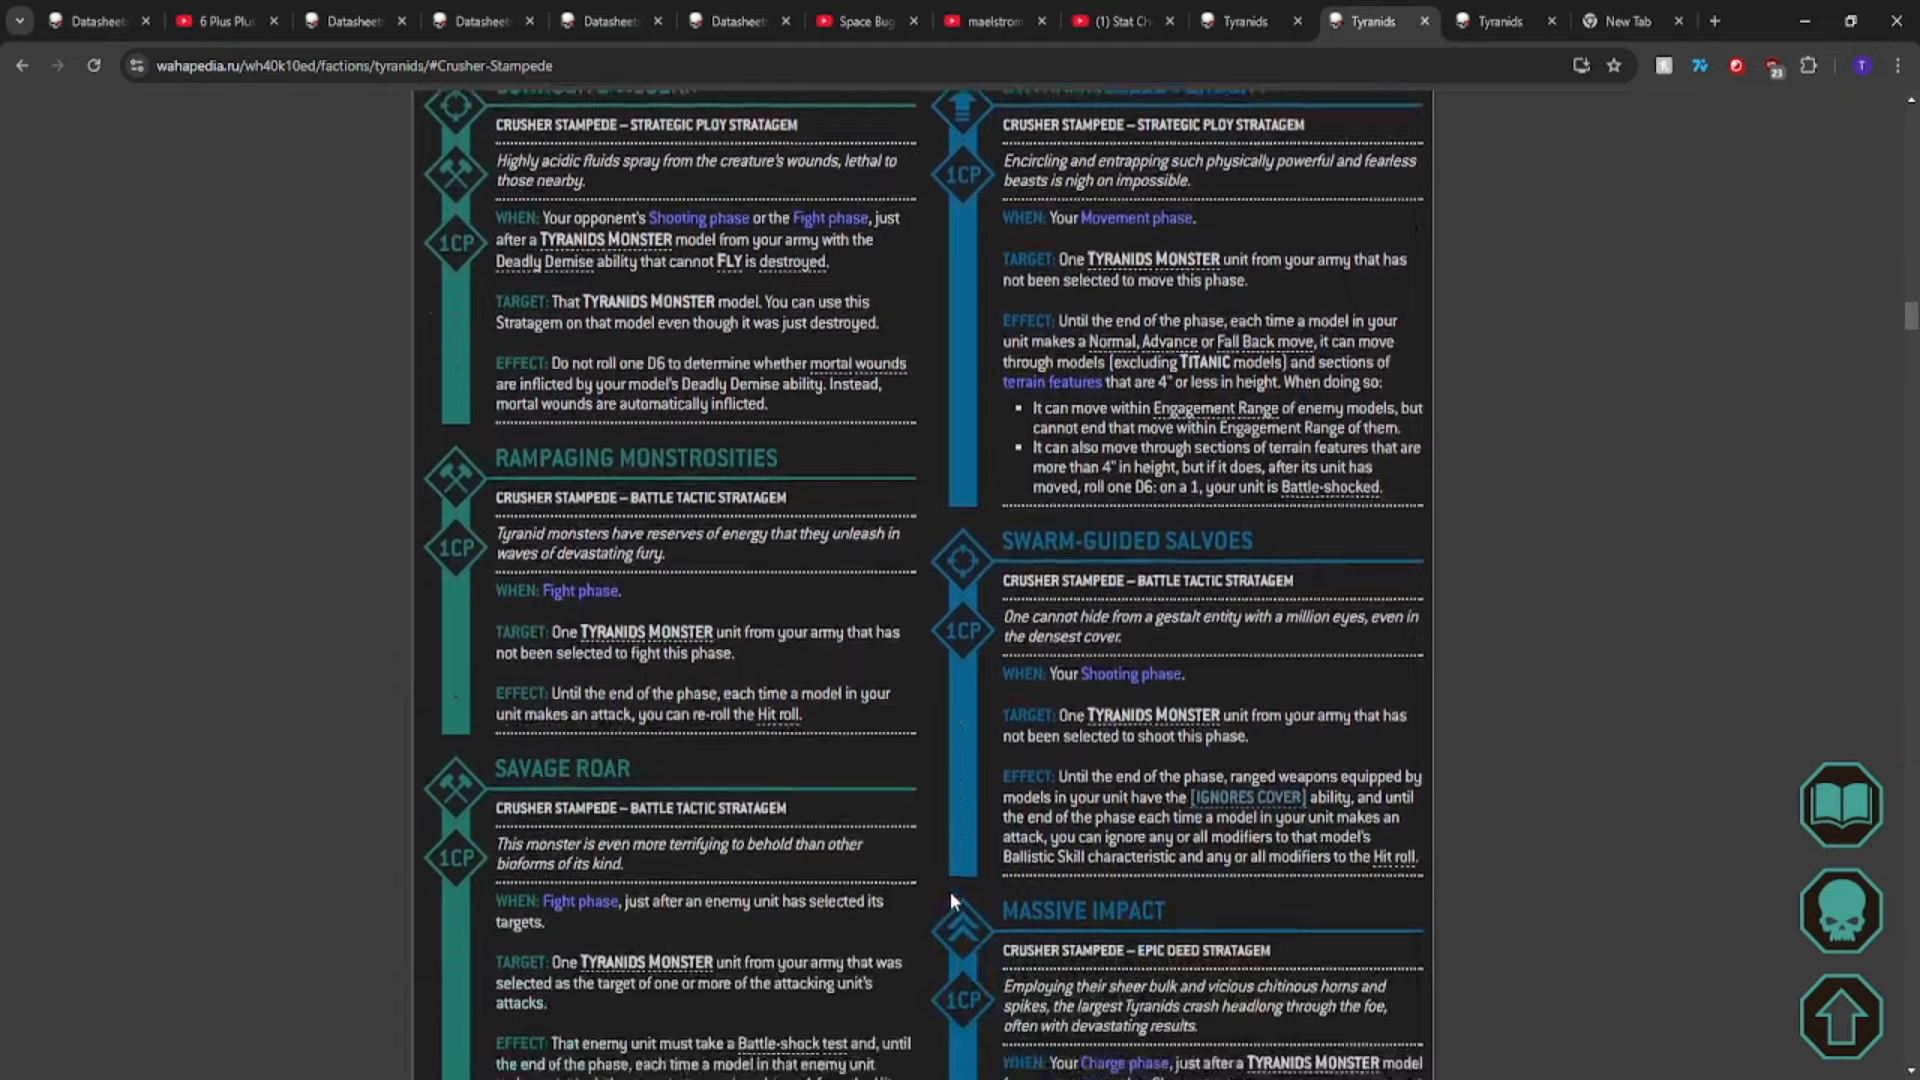 Datasheet
6 Plus Plus
Datasheet
Datasheet
Datasheet
Datasheet
Space Bug
maelstrom
(1) Stat Ch
Tyranids
Tyranids
Tyranids
New Tab
wahapedia.ru/wh40k10ed/factions/tyranids/#Crusher-Stampede
23
T
CRUSHER STAMPEDE – STRATEGIC PLOY STRATAGEM
Highly acidic fluids spray from the creature's wounds, lethal to
those nearby.
1CP
WHEN: Your opponent's Shooting phase or the Fight phase, just
after a TYRANIDS MONSTER model from your army with the
Deadly Demise ability that cannot FLY is destroyed.
TARGET: That TYRANIDS MONSTER model. You can use this
Stratagem on that model even though it was just destroyed.
EFFECT: Do not roll one D6 to determine whether mortal wounds
are inflicted by your model's Deadly Demise ability. Instead,
mortal wounds are automatically inflicted.
RAMPAGING MONSTROSITIES
CRUSHER STAMPEDE – BATTLE TACTIC STRATAGEM
1CP
Tyranid monsters have reserves of energy that they unleash in
waves of devastating fury.
WHEN: Fight phase.
TARGET: One TYRANIDS MONSTER unit from your army that has
not been selected to fight this phase.
EFFECT: Until the end of the phase, each time a model in your
unit makes an attack, you can re-roll the Hit roll.
SAVAGE ROAR
CRUSHER STAMPEDE – BATTLE TACTIC STRATAGEM
1CP
This monster is even more terrifying to behold than other
bioforms of its kind.
WHEN: Fight phase, just after an enemy unit has selected its
targets.
TARGET: One TYRANIDS MONSTER unit from your army that was
selected as the target of one or more of the attacking unit's
attacks.
EFFECT: That enemy unit must take a Battle-shock test and, until
the end of the phase, each time a model in that enemy unit
CRUSHER STAMPEDE – STRATEGIC PLOY STRATAGEM
1CP
Encircling and entrapping such physically powerful and fearless
beasts is nigh on impossible.
WHEN: Your Movement phase.
TARGET: One TYRANIDS MONSTER unit from your army that has
not been selected to move this phase.
EFFECT: Until the end of the phase, each time a model in your
unit makes a Normal, Advance or Fall Back move, it can move
through models (excluding TITANIC models) and sections of
terrain features that are 4" or less in height. When doing so:
▪ It can move within Engagement Range of enemy models, but
cannot end that move within Engagement Range of them.
▪ It can also move through sections of terrain features that are
more than 4" in height, but if it does, after its unit has
moved, roll one D6: on a 1, your unit is Battle-shocked.
SWARM-GUIDED SALVOES
CRUSHER STAMPEDE – BATTLE TACTIC STRATAGEM
1CP
One cannot hide from a gestalt entity with a million eyes, even in
the densest cover.
WHEN: Your Shooting phase.
TARGET: One TYRANIDS MONSTER unit from your army that has
not been selected to shoot this phase.
EFFECT: Until the end of the phase, ranged weapons equipped by
models in your unit have the [IGNORES COVER] ability, and until
the end of the phase each time a model in your unit makes an
attack, you can ignore any or all modifiers to that model's
Ballistic Skill characteristic and any or all modifiers to the Hit roll.
MASSIVE IMPACT
CRUSHER STAMPEDE – EPIC DEED STRATAGEM
1CP
Employing their sheer bulk and vicious chitinous horns and
spikes, the largest Tyranids crash headlong through the foe,
often with devastating results.
WHEN: Your Charge phase, just after a TYRANIDS MONSTER model